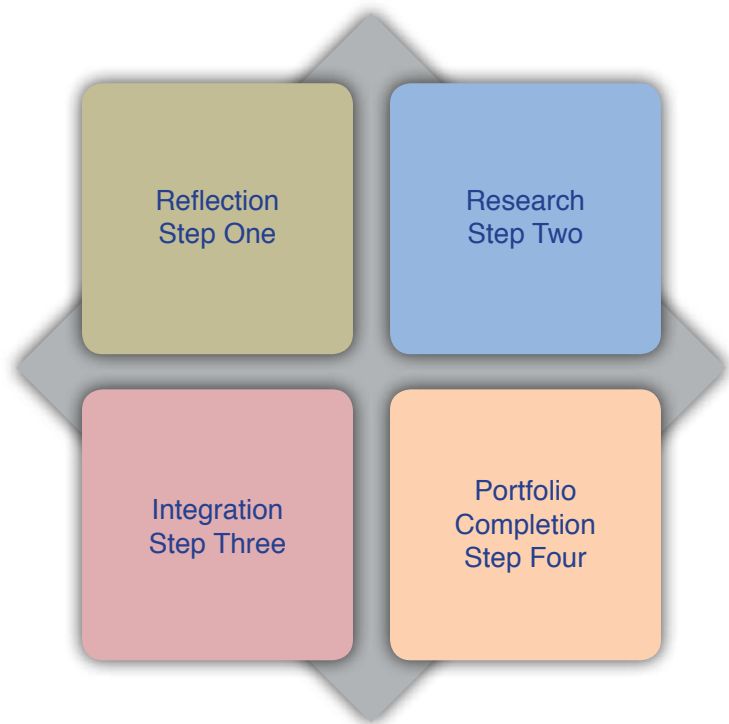 Reflection
Step One
Research
Step Two
Integration
Step Three
Portfolio
Completion
Step Four